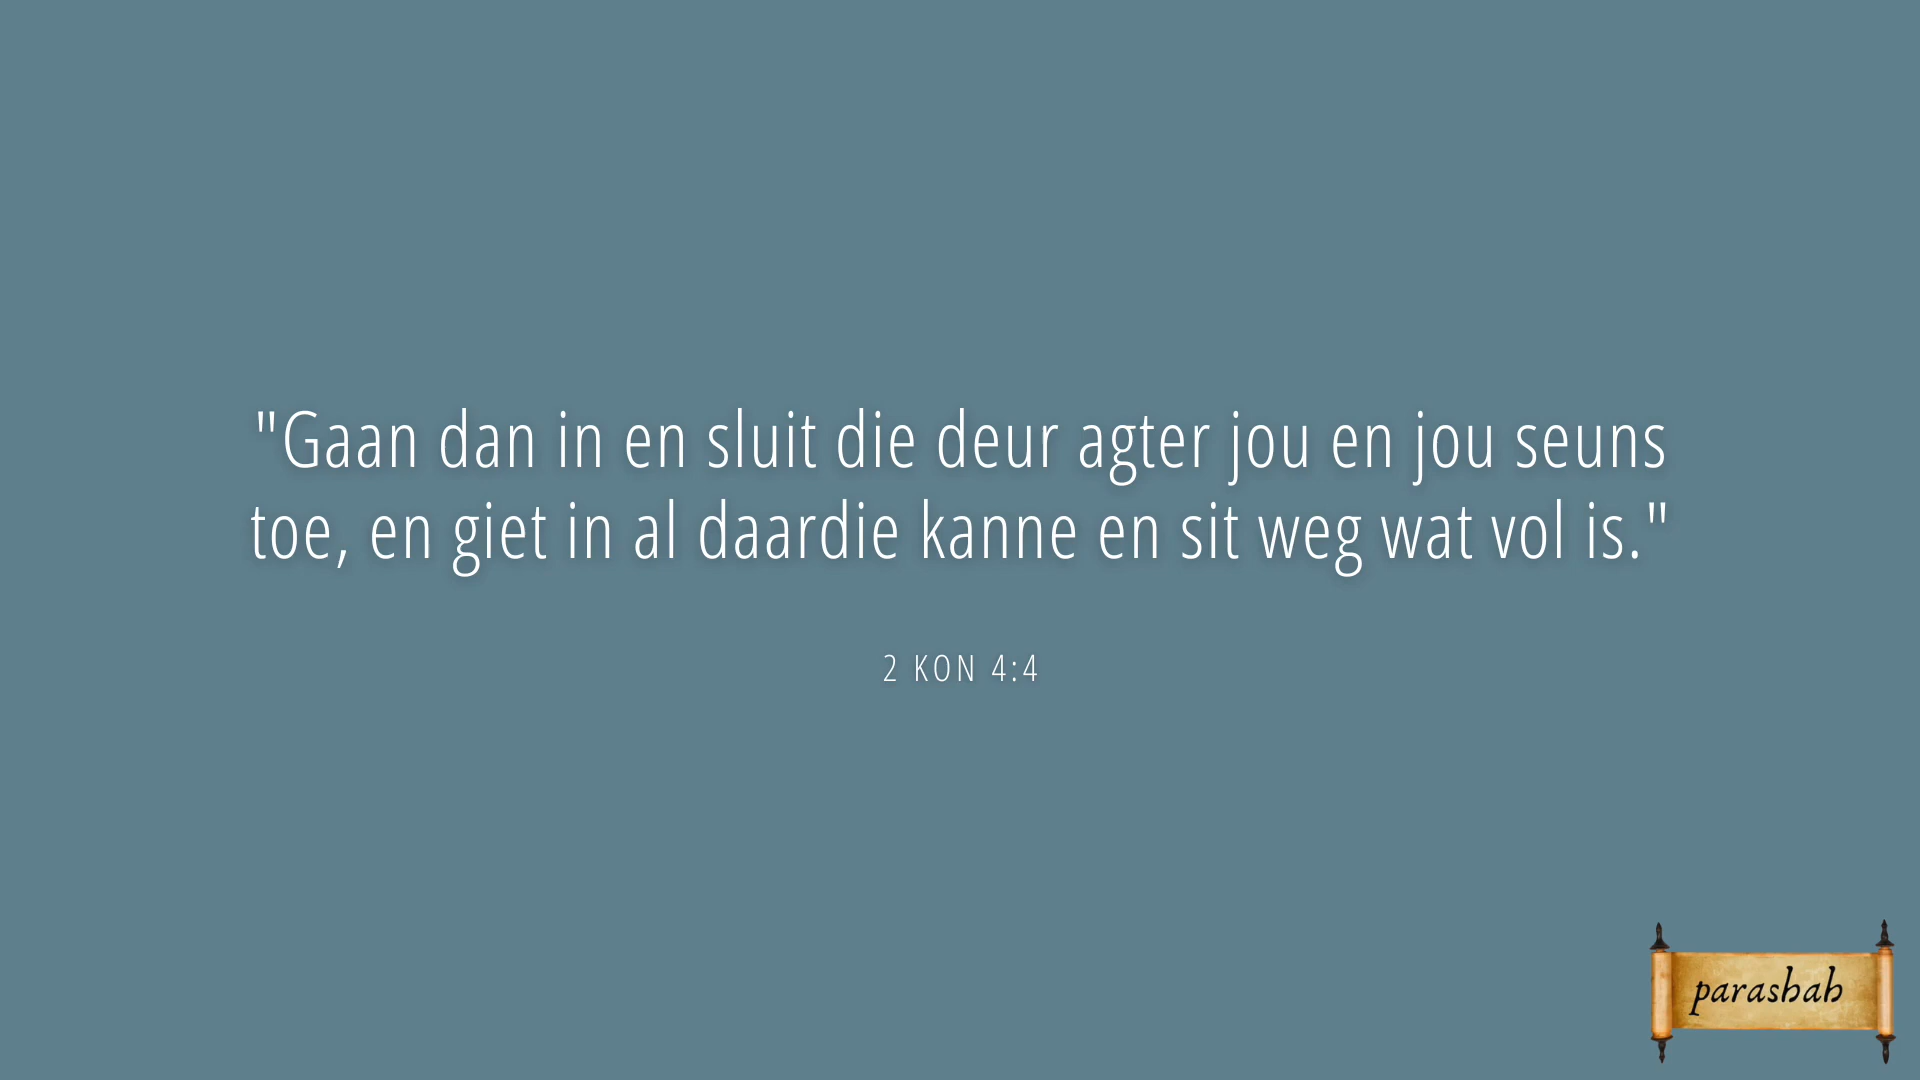 "Gaan dan in en sluit die deur agter jou en jou seuns
toe, en giet in al daardie kanne en sit weg wat vol is."
2 KON 4:4
parashah